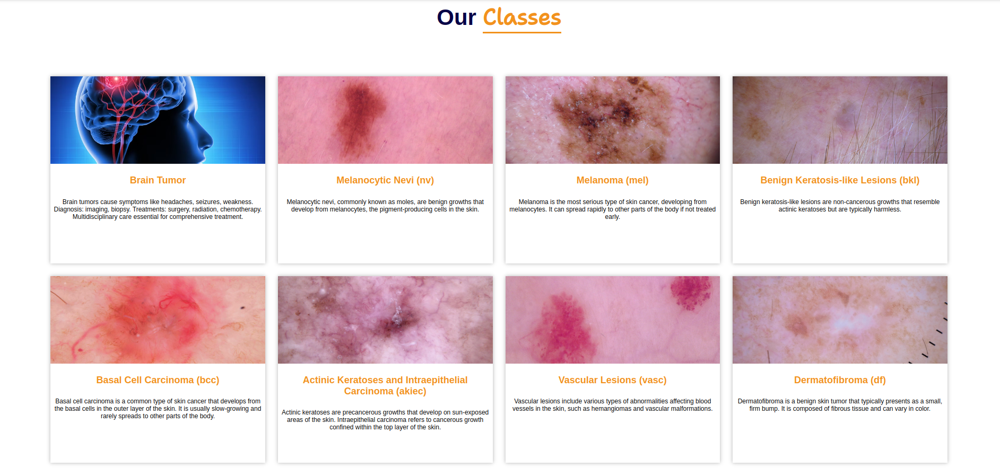 Our Classes
Brain Tumor
Brain tumors cause symptoms like headaches, seizures, weakness.
Diagnosis: imaging, biopsy. Treatments: surgery, radiation, chemotherapy.
Multidisciplinary care essential for comprehensive treatment.
Melanocytic Nevi (nv)
Melanocytic nevi, commonly known as moles, are benign growths that
develop from melanocytes, the pigment-producing cells in the skin.
Melanoma (mel)
Melanoma is the most serious type of skin cancer, developing from
melanocytes. It can spread rapidly to other parts of the body if not treated
early.
Benign Keratosis-like Lesions (bkl)
Benign keratosis-like lesions are non-cancerous growths that resemble
actinic keratoses but are typically harmless.
Basal Cell Carcinoma (bcc)
Basal cell carcinoma is a common type of skin cancer that develops from
the basal cells in the outer layer of the skin. It is usually slow-growing and
rarely spreads to other parts of the body.
Actinic Keratoses and Intraepithelial
Carcinoma (akiec)
Actinic keratoses are precancerous growths that develop on sun-exposed
areas of the skin. Intraepithelial carcinoma refers to cancerous growth
confined within the top layer of the skin.
Vascular Lesions (vasc)
Vascular lesions include various types of abnormalities affecting blood
vessels in the skin, such as hemangiomas and vascular malformations.
Dermatofibroma (df)
Dermatofibroma is a benign skin tumor that typically presents as a small,
firm bump. It is composed of fibrous tissue and can vary in color.